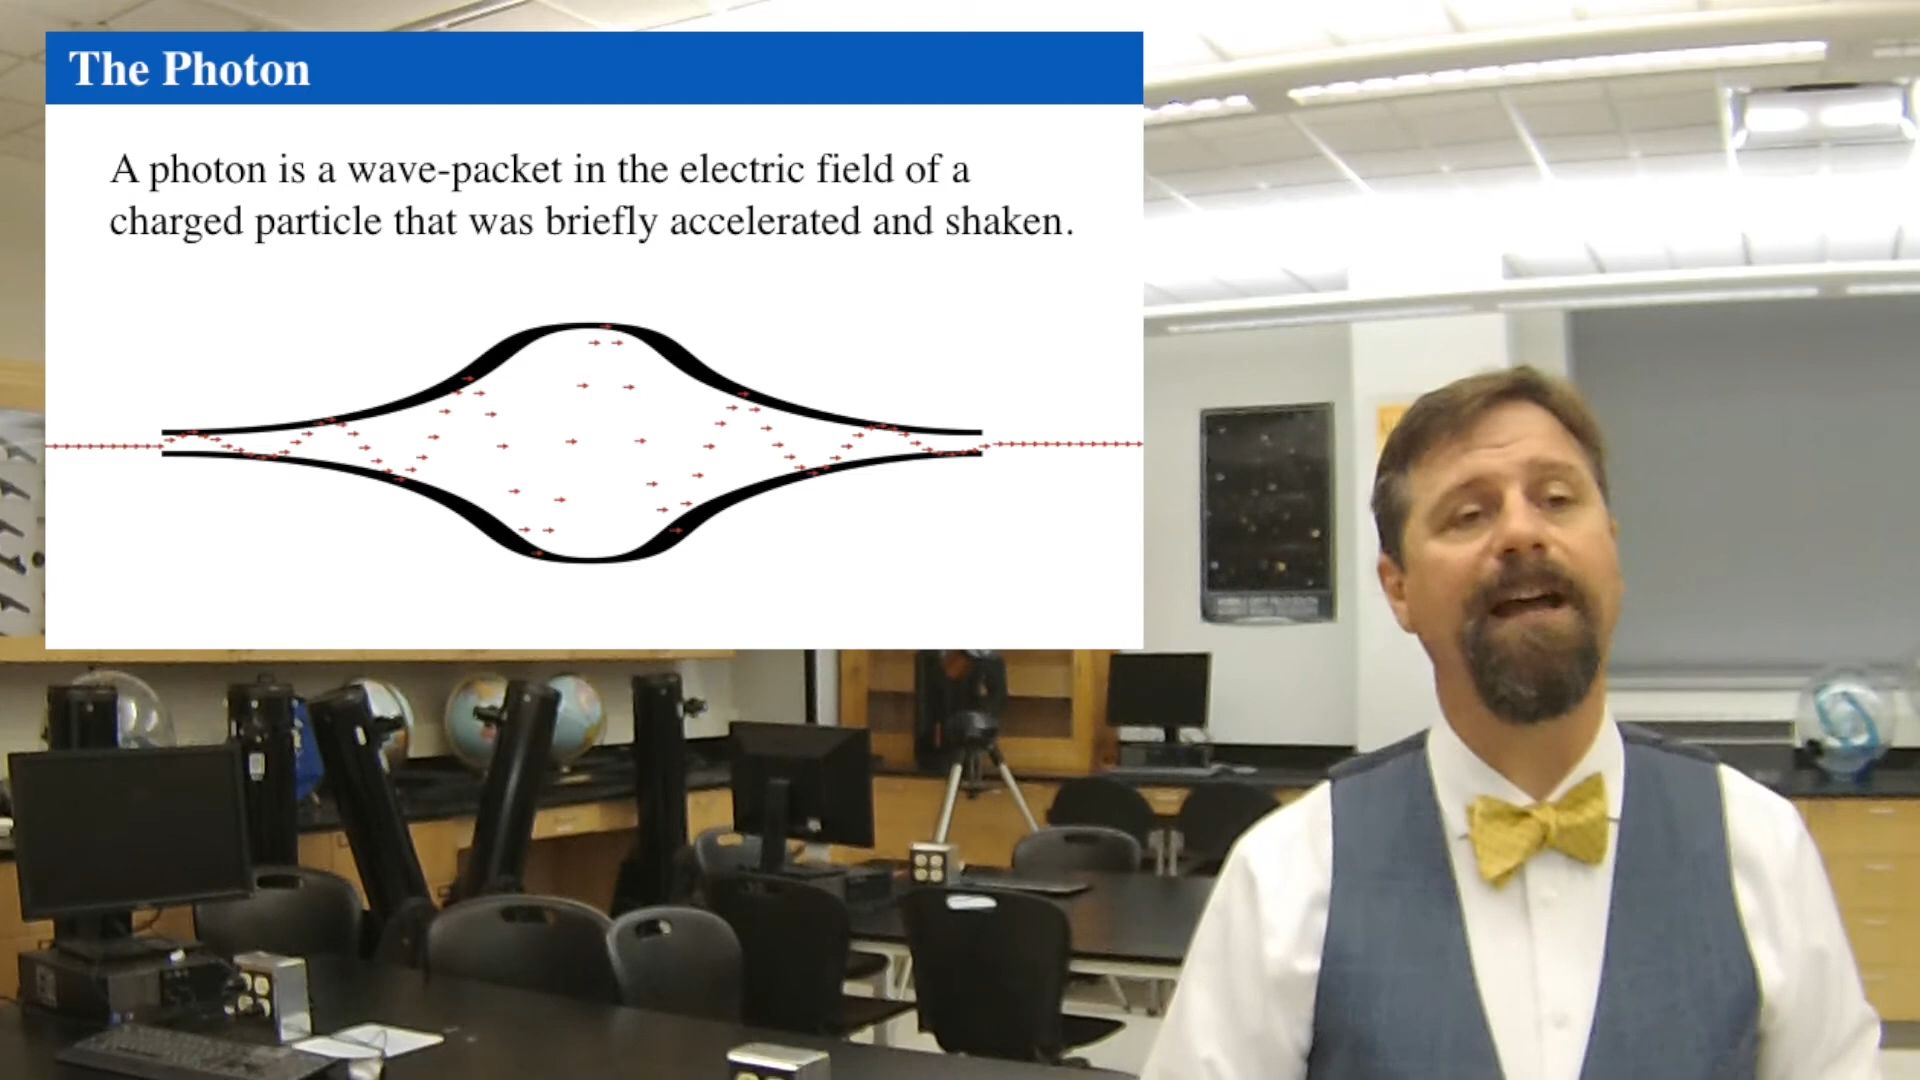 The Photon
A photon is a wave-packet in the electric field of a
charged particle that was briefly accelerated and shaken.